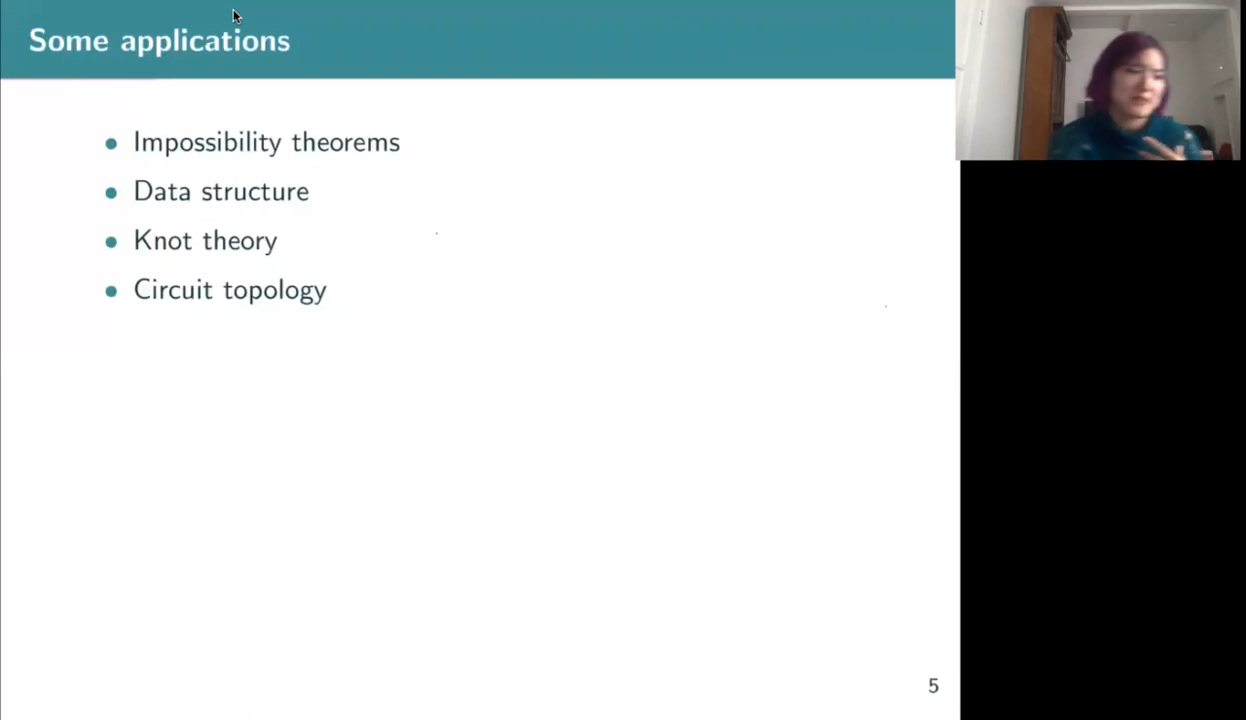 Some applications
• Impossibility theorems
• Data structure
• Knot theory
• Circuit topology
5